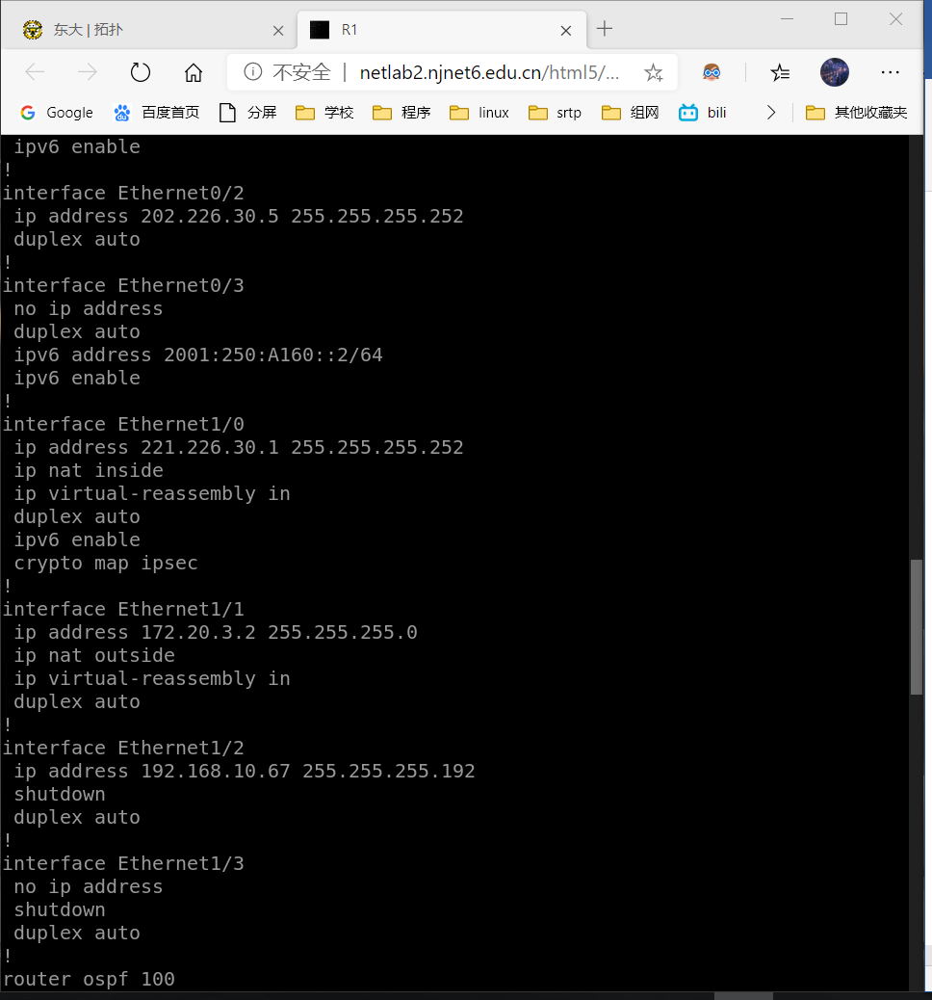 东大 | 拓扑
R1
不安全 | netlab2.njnet6.edu.cn/html5/...
Google 百度首页 分屏 学校 程序 linux srtp 组网 bili 其他收藏夹
ipv6 enable
!
interface Ethernet0/2
ip address 202.226.30.5 255.255.255.252
duplex auto
!
interface Ethernet0/3
no ip address
duplex auto
ipv6 address 2001:250:A160::2/64
ipv6 enable
!
interface Ethernet1/0
ip address 221.226.30.1 255.255.255.252
ip nat inside
ip virtual-reassembly in
duplex auto
ipv6 enable
crypto map ipsec
!
interface Ethernet1/1
ip address 172.20.3.2 255.255.255.0
ip nat outside
ip virtual-reassembly in
duplex auto
!
interface Ethernet1/2
ip address 192.168.10.67 255.255.255.192
shutdown
duplex auto
!
interface Ethernet1/3
no ip address
shutdown
duplex auto
!
router ospf 100